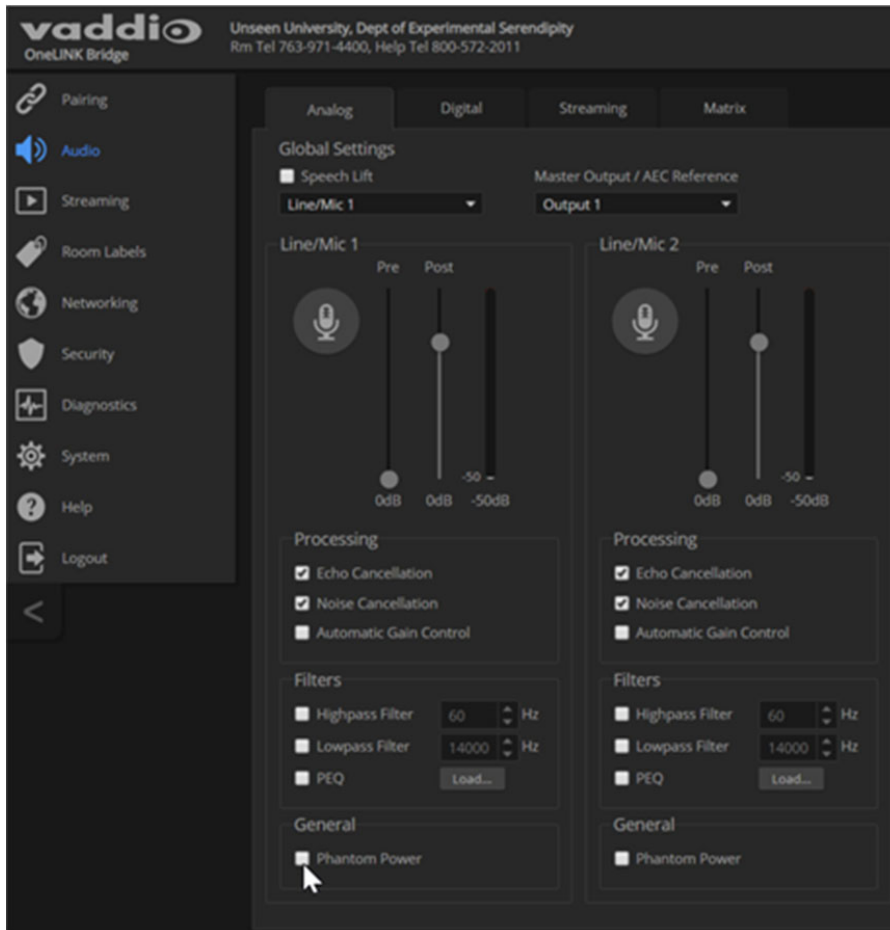 vaddio
OneLINK Bridge
Unseen University, Dept of Experimental Serendipity
Rm Tel 763-971-4400, Help Tel 800-572-2011
Pairing
Audio
Streaming
Room Labels
Networking
Security
Diagnostics
System
Help
Logout
<
Analog Digital Streaming Matrix
Global Settings
Speech Lift Master Output / AEC Reference
Line/Mic 1 Output 1
Line/Mic 1
Pre Post
-50
0dB 0dB -50dB
Processing
Echo Cancellation
Noise Cancellation
Automatic Gain Control
Filters
Highpass Filter 60 Hz
Lowpass Filter 14000 Hz
PEQ Load...
General
Phantom Power
Line/Mic 2
Pre Post
-50
0dB 0dB -50dB
Processing
Echo Cancellation
Noise Cancellation
Automatic Gain Control
Filters
Highpass Filter 60 Hz
Lowpass Filter 14000 Hz
PEQ Load...
General
Phantom Power